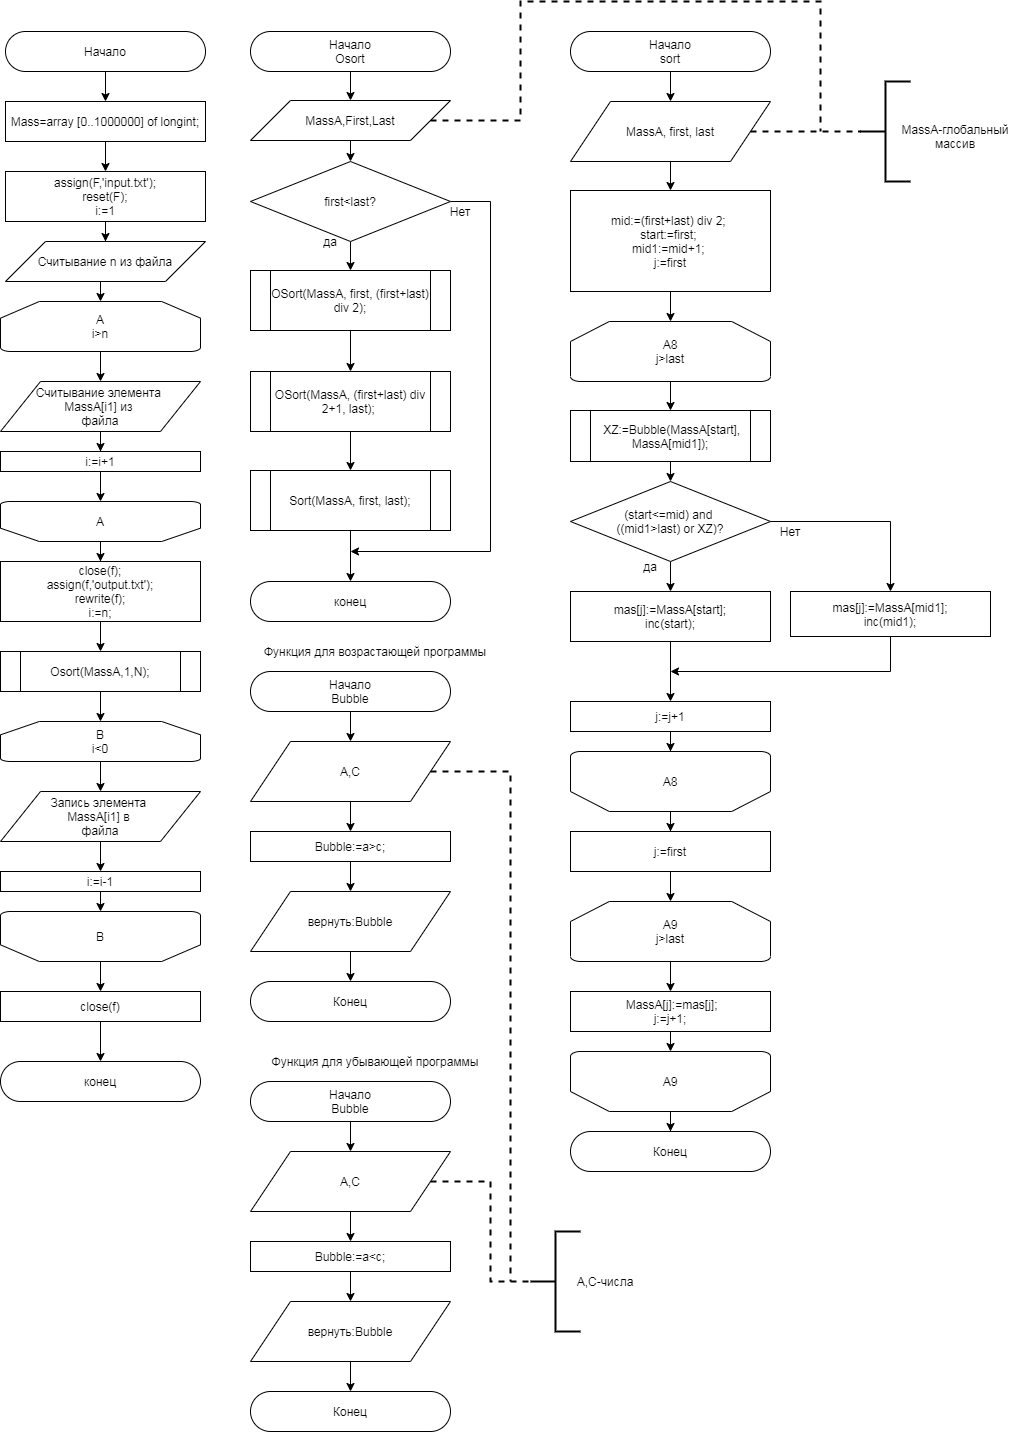 Начало
Mass=array [0..1000000] of longint;
assign(F,'input.txt');
reset(F);
i:=1
Считывание n из файла
A
i>n
Считывание элемента
MassA[i1] из
файла
i:=i+1
A
close(f);
assign(f,'output.txt');
rewrite(f);
i:=n;
Osort(MassA,1,N);
B
i<0
Запись элемента
MassA[i1] в
файла
i:=i-1
B
close(f)
конец
Начало
Osort
MassA,First,Last
first<last?
Нет
да
OSort(MassA, first, (first+last)
div 2);
OSort(MassA, (first+last) div
2+1, last);
Sort(MassA, first, last);
конец
Функция для возрастающей программы
Начало
Bubble
A,C
Bubble:=a>c;
вернуть:Bubble
Конец
Функция для убывающей программы
Начало
Bubble
A,C
Bubble:=a<c;
вернуть:Bubble
Конец
Начало
sort
MassA, first, last
mid:=(first+last) div 2;
start:=first;
mid1:=mid+1;
j:=first
A8
j>last
XZ:=Bubble(MassA[start],
MassA[mid1]);
(start<=mid) and
((mid1>last) or XZ)?
Нет
да
mas[j]:=MassA[start];
inc(start);
mas[j]:=MassA[mid1];
inc(mid1);
j:=j+1
A8
j:=first
A9
j>last
MassA[j]:=mas[j];
j:=j+1;
A9
Конец
MassA-глобальный
массив
A,C-числа